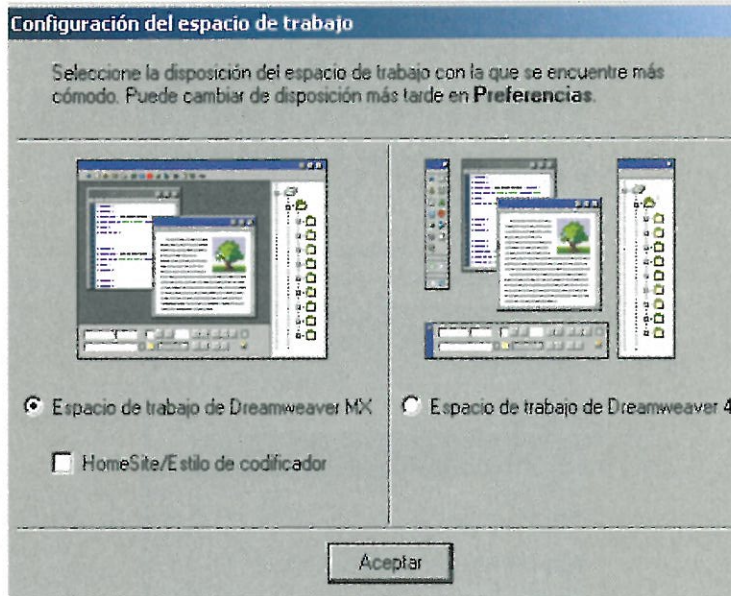 Configuración del espacio de trabajo
Seleccione la disposición del espacio de trabajo con la que se encuentre más
cómodo. Puede cambiar de disposición más tarde en Preferencias.
Espacio de trabajo de Dreamweaver MX
Espacio de trabajo de Dreamweaver 4
HomeSite/Estilo de codificador
Aceptar